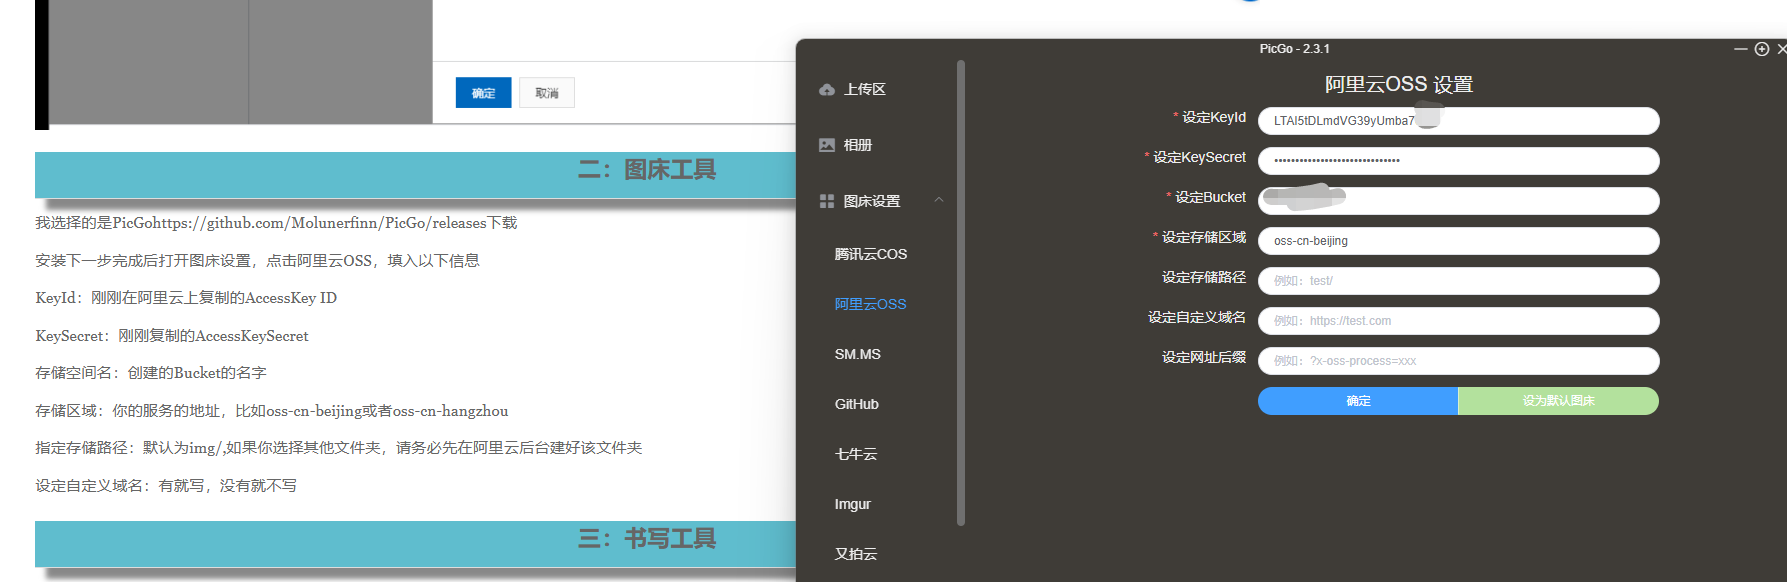 确定
取消
二：图床工具
我选择的是PicGohttps://github.com/Molunerfinn/PicGo/releases下载
安装下一步完成后打开图床设置，点击阿里云OSS，填入以下信息
KeyId：刚刚在阿里云上复制的AccessKey ID
KeySecret：刚刚复制的AccessKeySecret
存储空间名：创建的Bucket的名字
存储区域：你的服务的地址，比如oss-cn-beijing或者oss-cn-hangzhou
指定存储路径：默认为img/,如果你选择其他文件夹，请务必先在阿里云后台建好该文件夹
设定自定义域名：有就写，没有就不写
三：书写工具
PicGo - 2.3.1
上传区
相册
图床设置
腾讯云COS
阿里云OSS
SM.MS
GitHub
七牛云
Imgur
又拍云
阿里云OSS 设置
* 设定KeyId
LTAI5tDLmdVG39yUmba7
* 设定KeySecret
••••••••••••••••••••••••••••••
* 设定Bucket
* 设定存储区域
oss-cn-beijing
设定存储路径
例如：test/
设定自定义域名
例如：https://test.com
设定网址后缀
例如：?x-oss-process=xxx
确定
设为默认图床